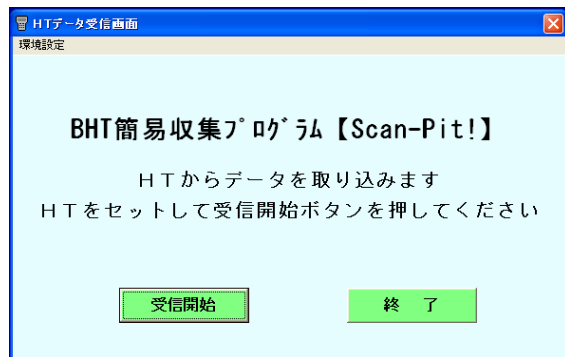 HTデータ受信画面
環境設定
BHT簡易収集ﾌﾟﾛｸﾞﾗﾑ【Scan-Pit!】
ＨＴからデータを取り込みます
ＨＴをセットして受信開始ボタンを押してください
受信開始
終　了